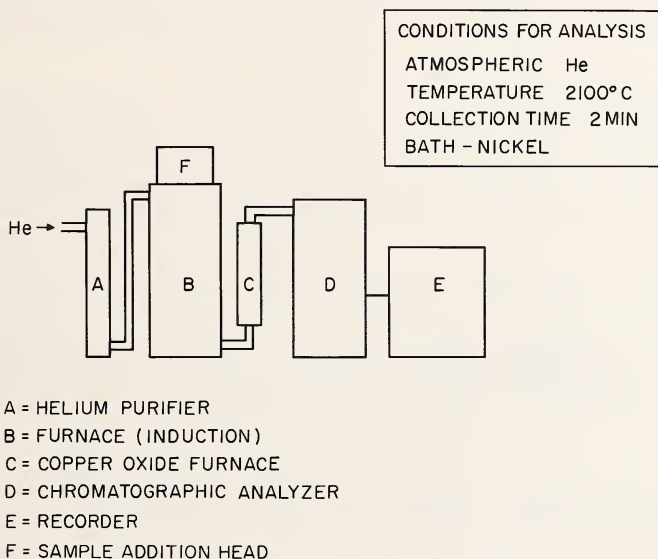 CONDITIONS FOR ANALYSIS
ATMOSPHERIC He
TEMPERATURE 2100°C
COLLECTION TIME 2 MIN
BATH – NICKEL
F
He →
A
B
C
D
E
A = HELIUM PURIFIER
B = FURNACE (INDUCTION)
C = COPPER OXIDE FURNACE
D = CHROMATOGRAPHIC ANALYZER
E = RECORDER
F = SAMPLE ADDITION HEAD